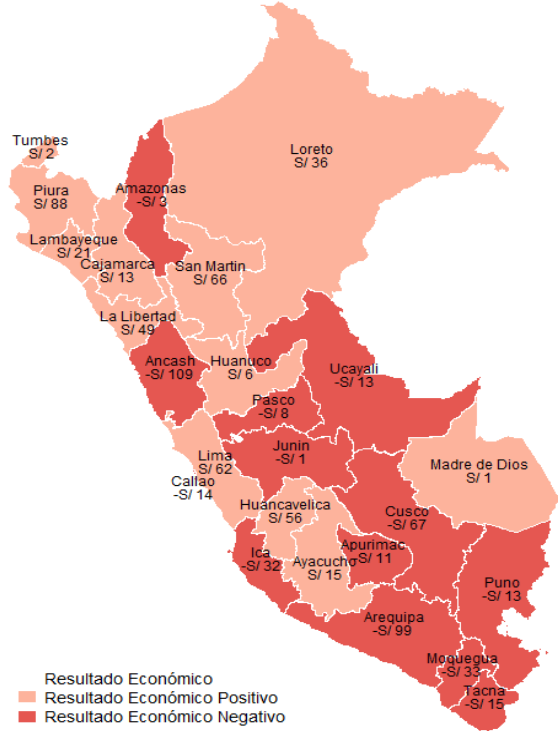 Tumbes
S/ 2
Loreto
S/ 36
Piura
S/ 88
Amazonas
-S/ 3
Lambayeque
S/ 21
Cajamarca
S/ 13
San Martin
S/ 66
La Libertad
S/ 49
Ancash
-S/ 109
Huanuco
S/ 6
Ucayali
-S/ 13
Pasco
-S/ 8
Junin
-S/ 1
Lima
S/ 62
Callao
-S/ 14
Madre de Dios
S/ 1
Huancavelica
S/ 56
Cusco
-S/ 67
Ica
-S/ 32
Ayacucho
S/ 15
Apurimac
-S/ 11
Puno
-S/ 13
Arequipa
-S/ 99
Moquegua
-S/ 33
Tacna
-S/ 15
Resultado Económico
Resultado Económico Positivo
Resultado Económico Negativo